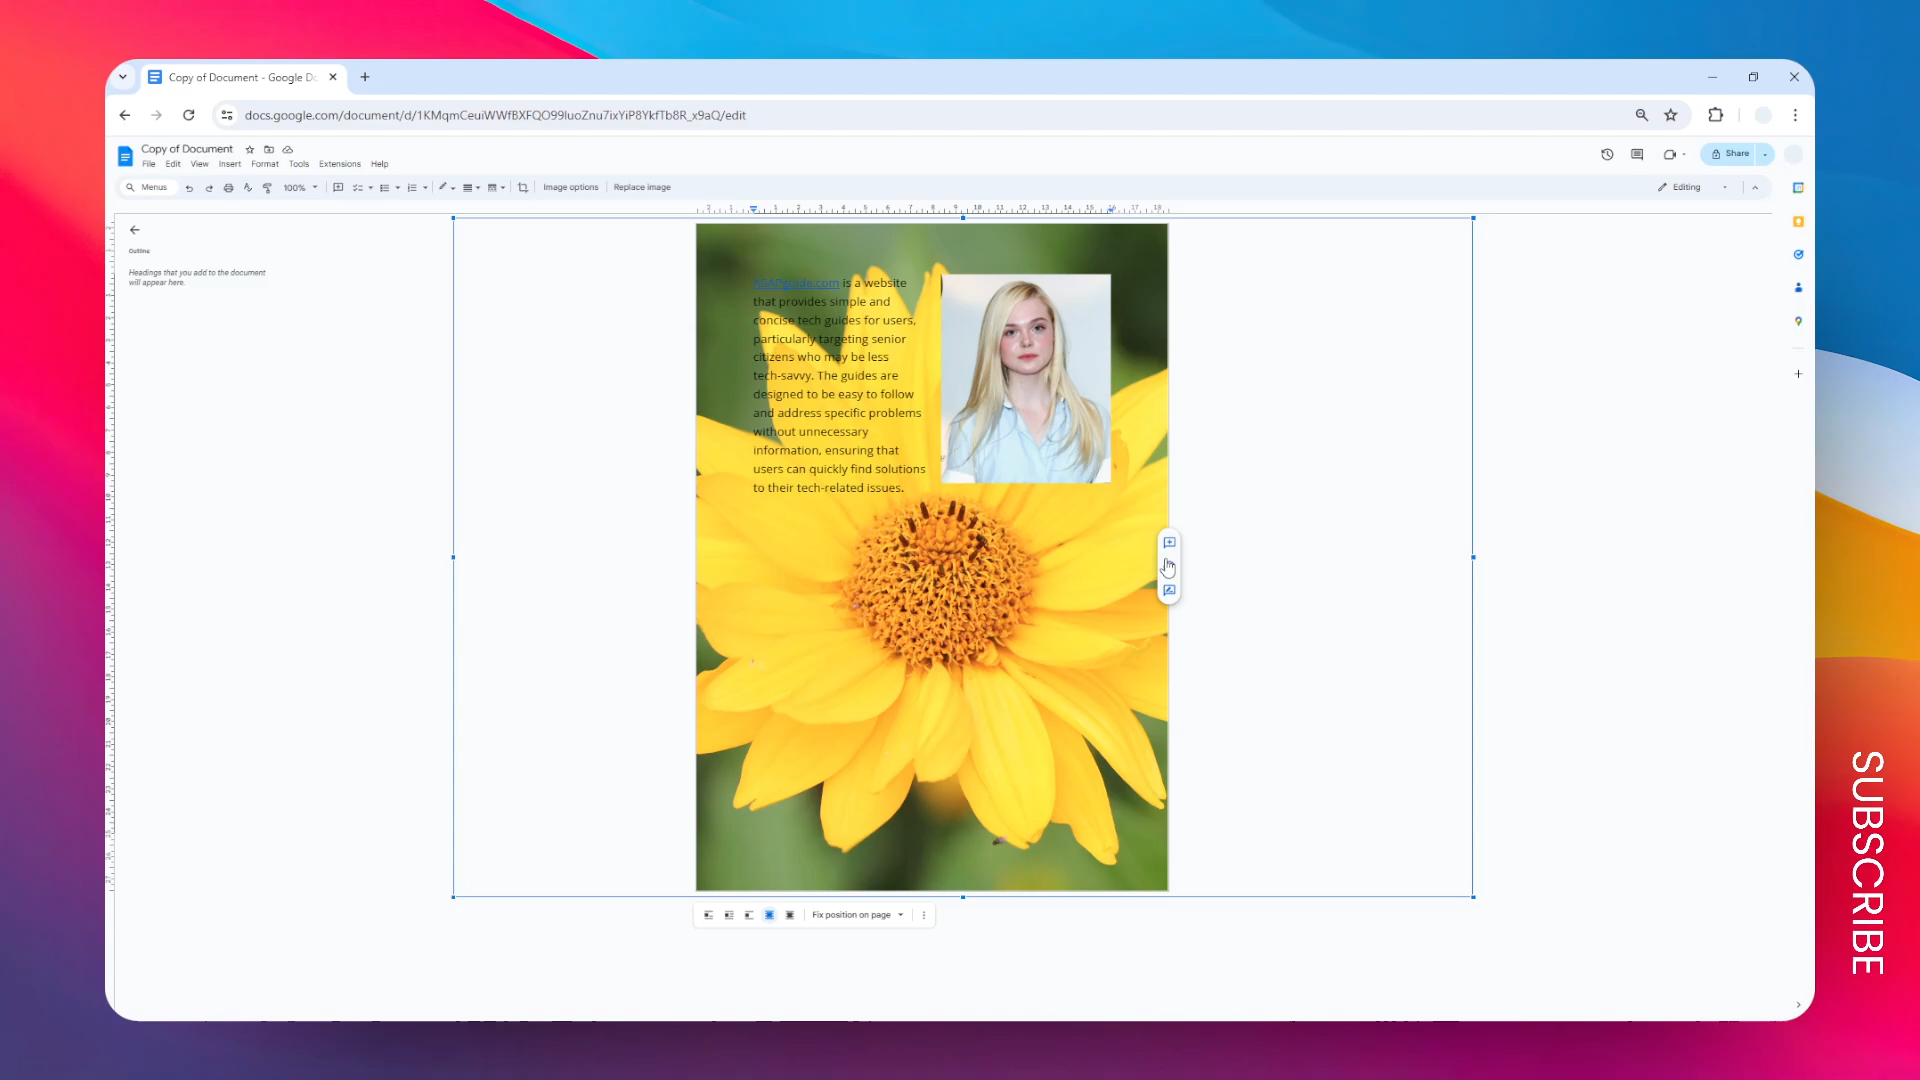 Copy of Document - Google Do
docs.google.com/document/d/1KMqmCeuiWWfBXFQO99luoZnu7ixYiP8YkfTb8R_x9aQ/edit
Copy of Document
File Edit View Insert Format Tools Extensions Help
Share
Menus
100%
Image options
Replace image
Editing
Outline
Headings that you add to the document
will appear here.
ASAPguide.com is a website
that provides simple and
concise tech guides for users,
particularly targeting senior
citizens who may be less
tech-savvy. The guides are
designed to be easy to follow
and address specific problems
without unnecessary
information, ensuring that
users can quickly find solutions
to their tech-related issues.
Fix position on page
SUBSCRIBE